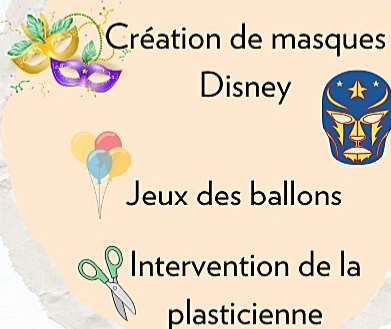 Création de masques
Disney
Jeux des ballons
Intervention de la
plasticienne